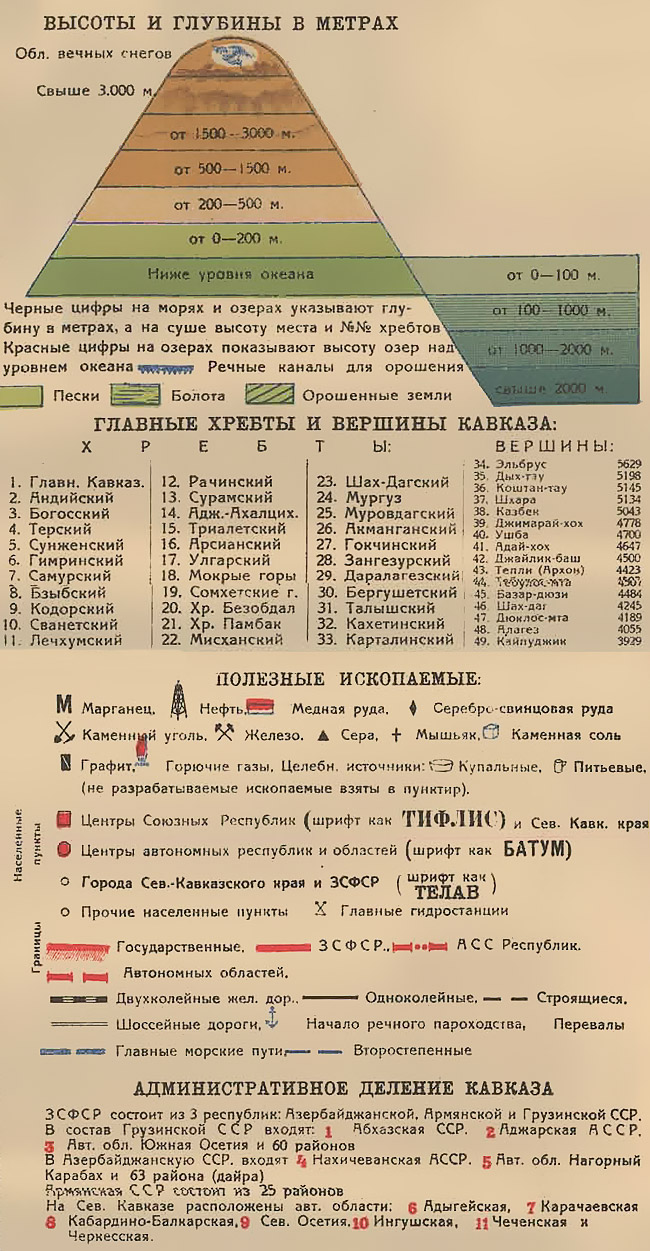 ВЫСОТЫ И ГЛУБИНЫ В МЕТРАХ
Обл. вечных снегов
Свыше 3.000 м.
от 1500—3000 м.
от 500—1500 м.
от 200—500 м.
от 0—200 м.
Ниже уровня океана
от 0—100 м.
от 100—1000 м.
от 1000—2000 м.
свыше 2000 м.
Черные цифры на морях и озерах указывают глу-
бину в метрах, а на суше высоту места и №№ хребтов
Красные цифры на озерах показывают высоту озер над
уровнем океана Речные каналы для орошения
Пески Болота Орошенные земли
ГЛАВНЫЕ ХРЕБТЫ И ВЕРШИНЫ КАВКАЗА:
ХРЕБТЫ:
1. Главн. Кавказ.
2. Андийский
3. Богосский
4. Терский
5. Сунженский
6. Гимринский
7. Самурский
8. Бзыбский
9. Кодорский
10. Сванетский
11. Лечхумский
12. Рачинский
13. Сурамский
14. Адж.-Ахалцих.
15. Триалетский
16. Арсианский
17. Улгарский
18. Мокрые горы
19. Сомхетские г.
20. Хр. Безобдал
21. Хр. Памбак
22. Мисханский
23. Шах-Дагский
24. Мургуз
25. Муровдагский
26. Акманганский
27. Гокчинский
28. Зангезурский
29. Даралагезский
30. Бергушетский
31. Талышский
32. Кахетинский
33. Карталинский
ВЕРШИНЫ:
34. Эльбрус 5629
35. Дых-тау 5198
36. Коштан-тау 5145
37. Шхара 5134
38. Казбек 5043
39. Джимарай-хох 4778
40. Ушба 4700
41. Адай-хох 4647
42. Джайлик-баш 4500
43. Тепли (Архон) 4423
44. Тебулос-мта 4507
45. Базар-дюзи 4484
46. Шах-даг 4245
47. Дюклос-мта 4189
48. Алагез 4055
49. Капуджик 3929
ПОЛЕЗНЫЕ ИСКОПАЕМЫЕ:
М Марганец, Нефть, Медная руда, Серебро-свинцовая руда
Каменный уголь, Железо. Сера, Мышьяк, Каменная соль
Графит, Горючие газы, Целебн. источники: Купальные, Питьевые,
(не разрабатываемые ископаемые взяты в пунктир).
Населенные
пункты
Центры Союзных Республик (шрифт как ТИФЛИС) и Сев. Кавк. края
Центры автономных республик и областей (шрифт как БАТУМ)
Города Сев.-Кавказского края и ЗСФСР (шрифт как
ТЕЛАВ)
Прочие населенные пункты Главные гидростанции
Границы
Государственные, ЗСФСР., АСС Республик.
Автономных областей,
Двухколейные жел. дор., Одноколейные, Строящиеся,
Шоссейные дороги, Начало речного пароходства, Перевалы
Главные морские пути, Второстепенные
АДМИНИСТРАТИВНОЕ ДЕЛЕНИЕ КАВКАЗА
ЗСФСР состоит из 3 республик: Азербайджанской, Армянской и Грузинской ССР.
В состав Грузинской ССР входят: 1 Абхазская ССР. 2 Аджарская АССР,
3 Авт. обл. Южная Осетия и 60 районов
В Азербайджанскую ССР. входят 4 Нахичеванская АССР. 5 Авт. обл. Нагорный
Карабах и 63 района (дайра)
Армянская ССР состоит из 25 районов
На Сев. Кавказе расположены авт. области: 6 Адыгейская, 7 Карачаевская
8 Кабардино-Балкарская, 9 Сев. Осетия, 10 Ингушская, 11 Чеченская и
Черкесская.